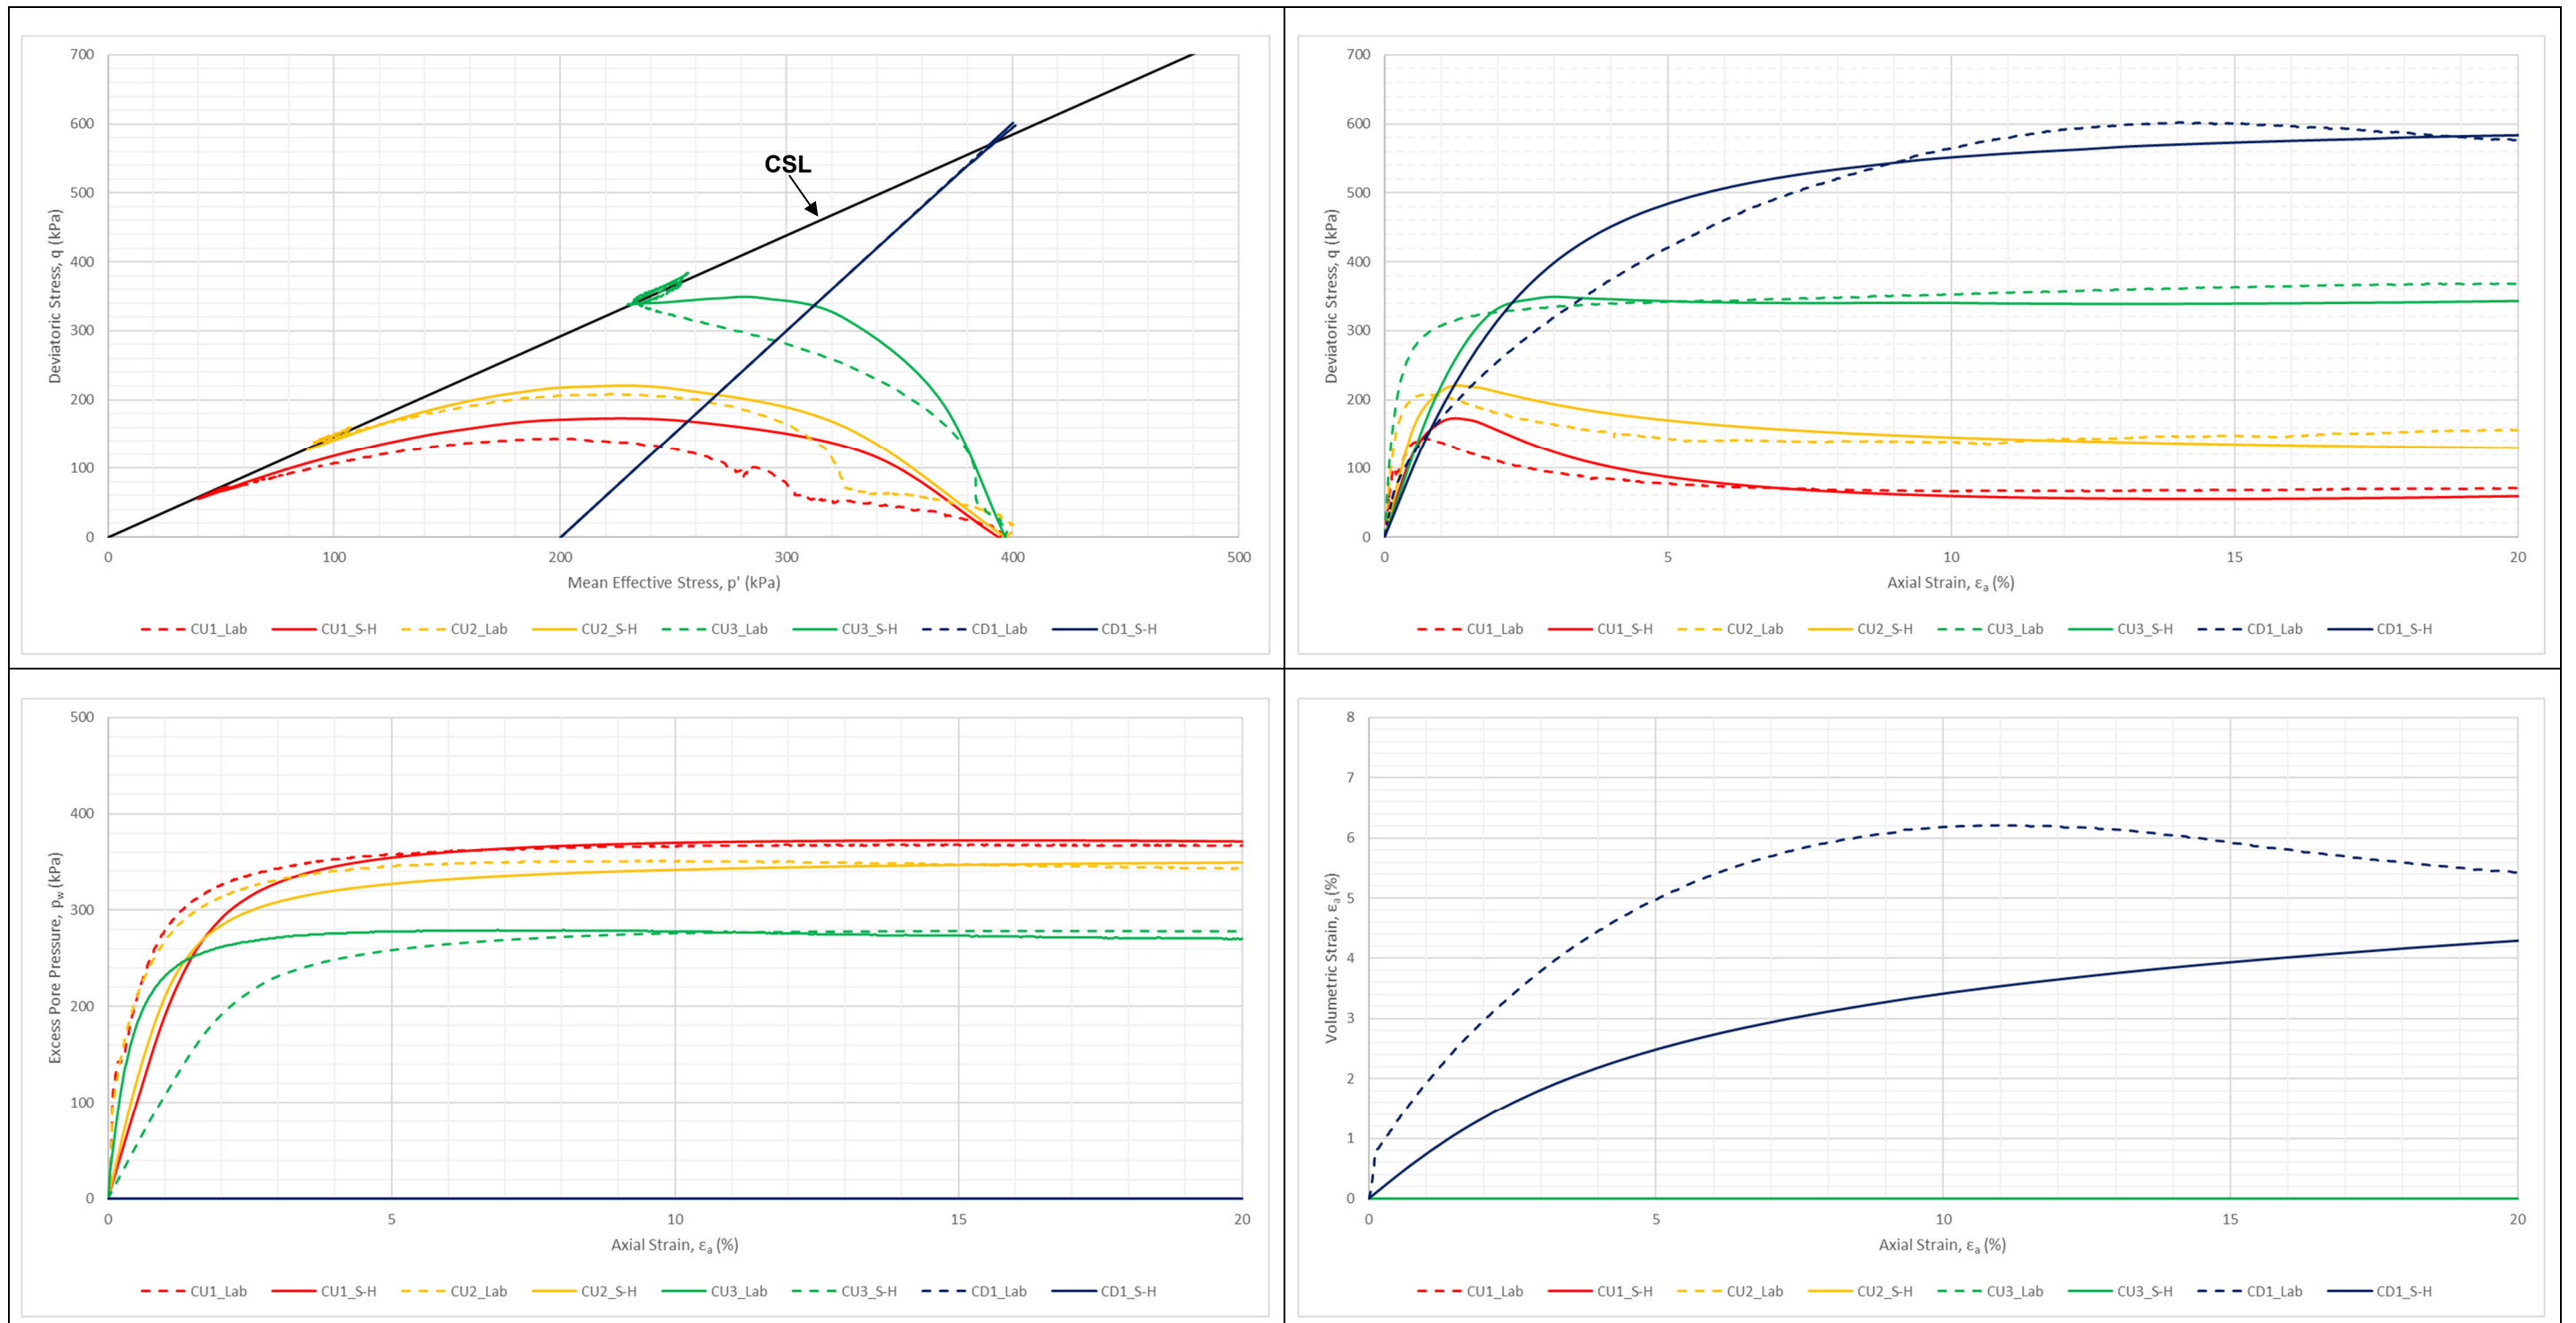 700
600
500
400
300
200
100
0
Deviatoric Stress, q (kPa)
CSL
0 100 200 300 400 500
Mean Effective Stress, p' (kPa)
CU1_Lab CU1_S-H CU2_Lab CU2_S-H CU3_Lab CU3_S-H CD1_Lab CD1_S-H
700
600
500
400
300
200
100
0
Deviatoric Stress, q (kPa)
0 5 10 15 20
Axial Strain, εa (%)
CU1_Lab CU1_S-H CU2_Lab CU2_S-H CU3_Lab CU3_S-H CD1_Lab CD1_S-H
500
400
300
200
100
0
Excess Pore Pressure, pw (kPa)
0 5 10 15 20
Axial Strain, εa (%)
CU1_Lab CU1_S-H CU2_Lab CU2_S-H CU3_Lab CU3_S-H CD1_Lab CD1_S-H
8
7
6
5
4
3
2
1
0
Volumetric Strain, εa (%)
0 5 10 15 20
Axial Strain, εa (%)
CU1_Lab CU1_S-H CU2_Lab CU2_S-H CU3_Lab CU3_S-H CD1_Lab CD1_S-H